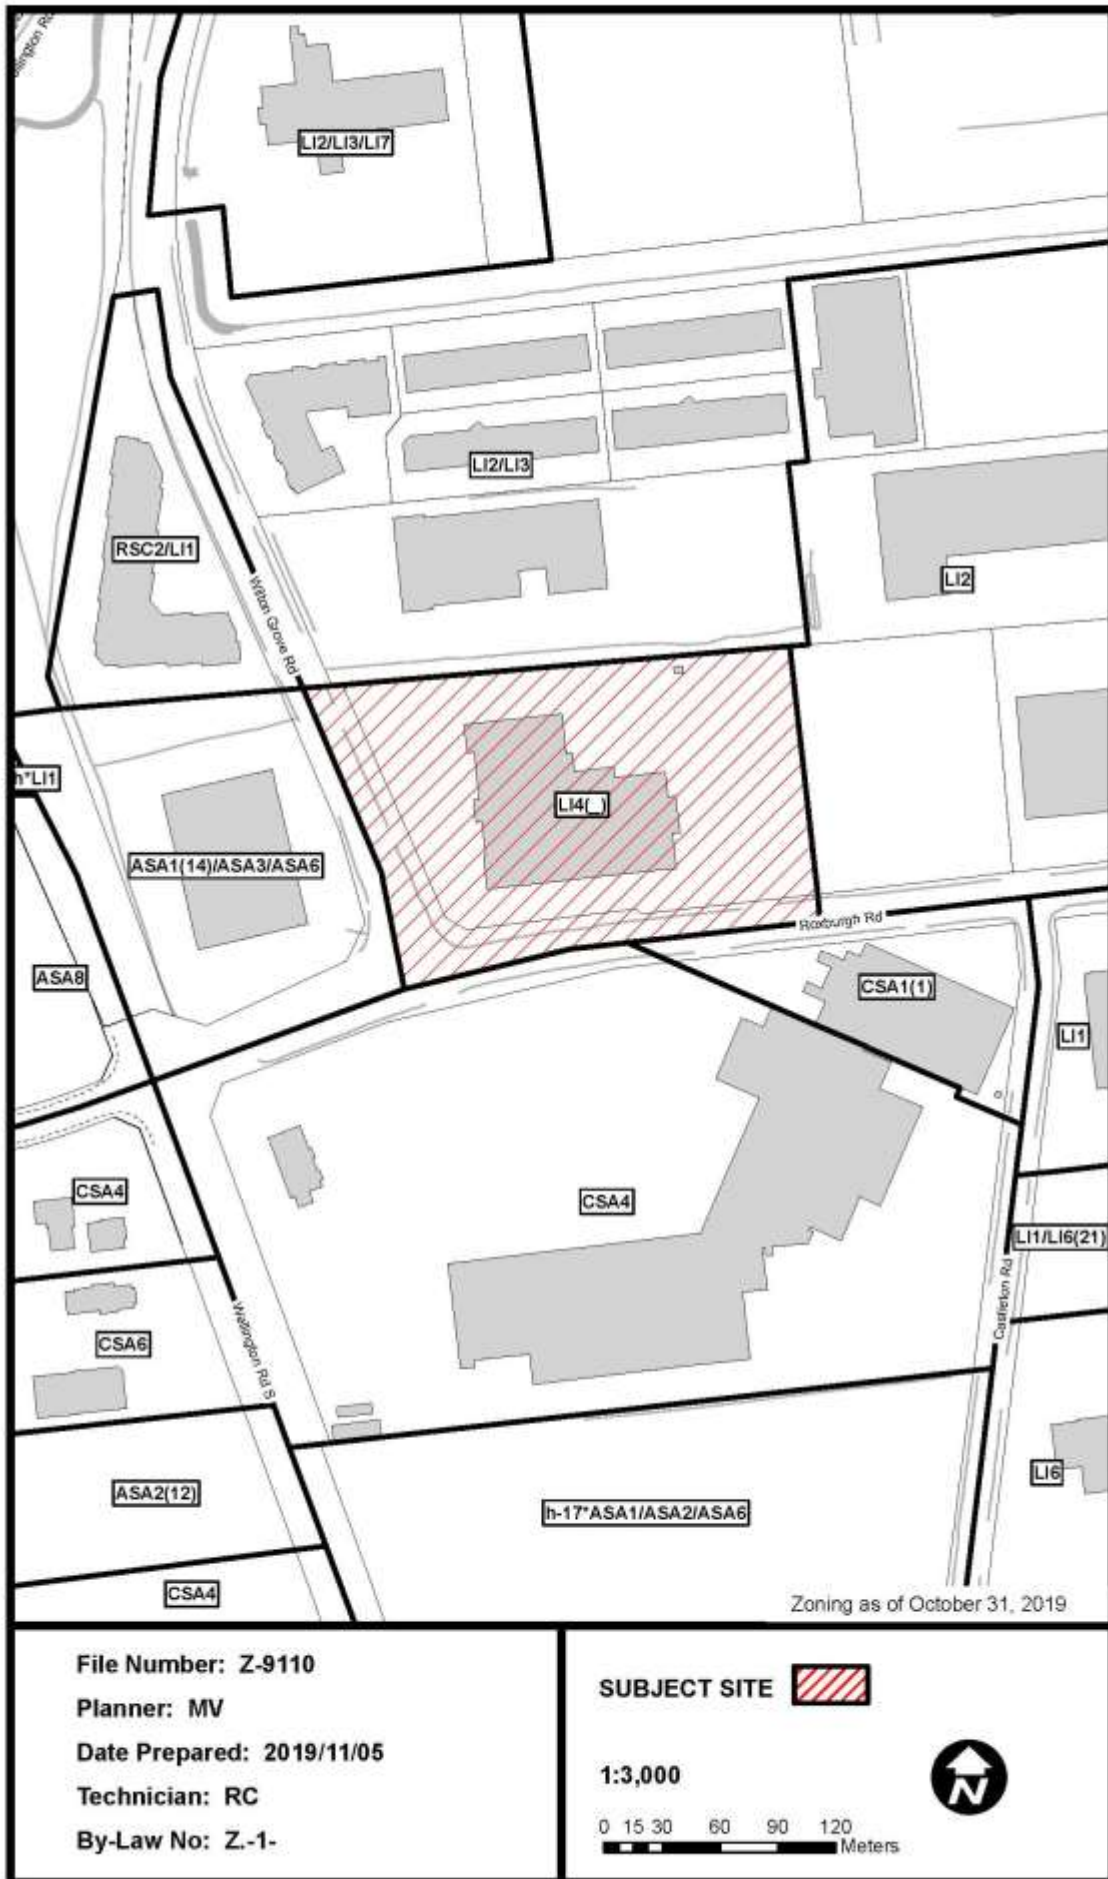 LI2/LI3/LI7
LI2/LI3
RSC2/LI1
LI2
Wilton Grove Rd
h*LI1
LI4(_)
ASA1(14)/ASA3/ASA6
Roxburgh Rd
ASA8
CSA1(1)
LI1
CSA4
CSA4
LI1/LI6(21)
Castleton Rd
Wellington Rd S
CSA6
LI6
ASA2(12)
h-17*ASA1/ASA2/ASA6
CSA4
Zoning as of October 31, 2019
File Number: Z-9110
Planner: MV
Date Prepared: 2019/11/05
Technician: RC
By-Law No: Z.-1-
SUBJECT SITE
1:3,000
0 15 30 60 90 120
Meters
N